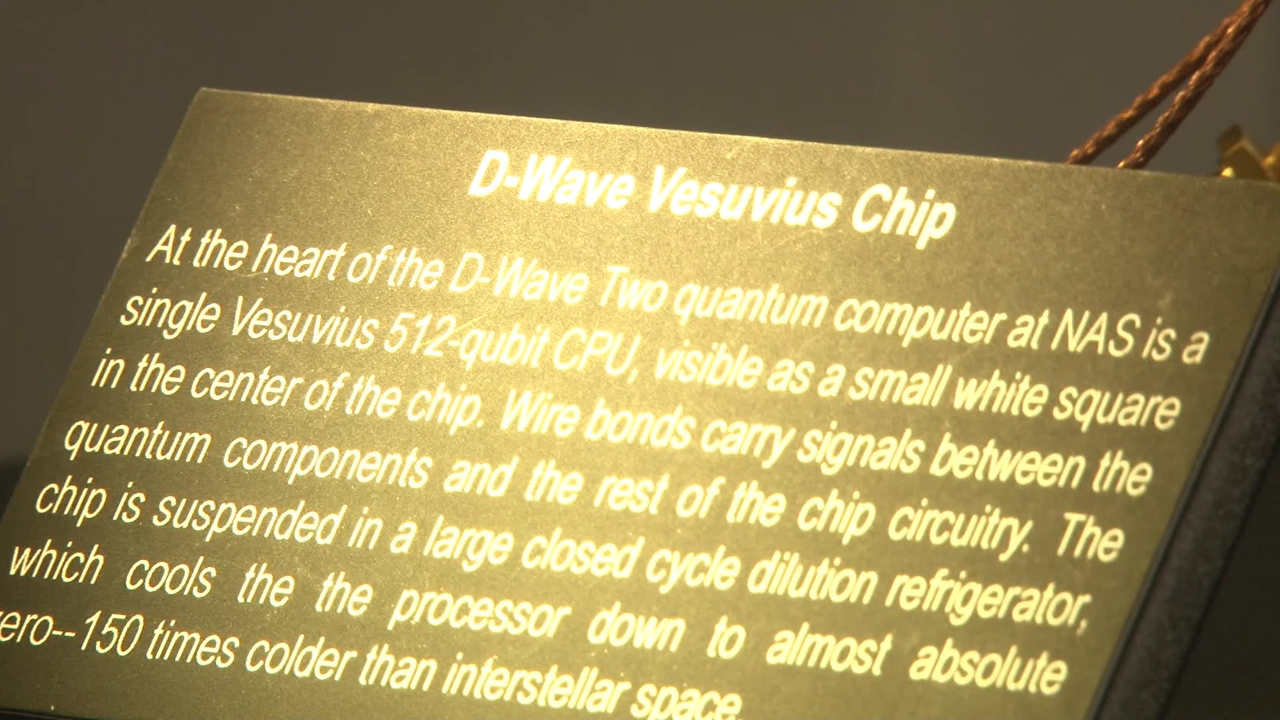 D-Wave Vesuvius Chip
At the heart of the D-Wave Two quantum computer at NAS is a
single Vesuvius 512-qubit CPU, visible as a small white square
in the center of the chip. Wire bonds carry signals between the
quantum components and the rest of the chip circuitry. The
chip is suspended in a large closed cycle dilution refrigerator,
which cools the the processor down to almost absolute
zero--150 times colder than interstellar space.